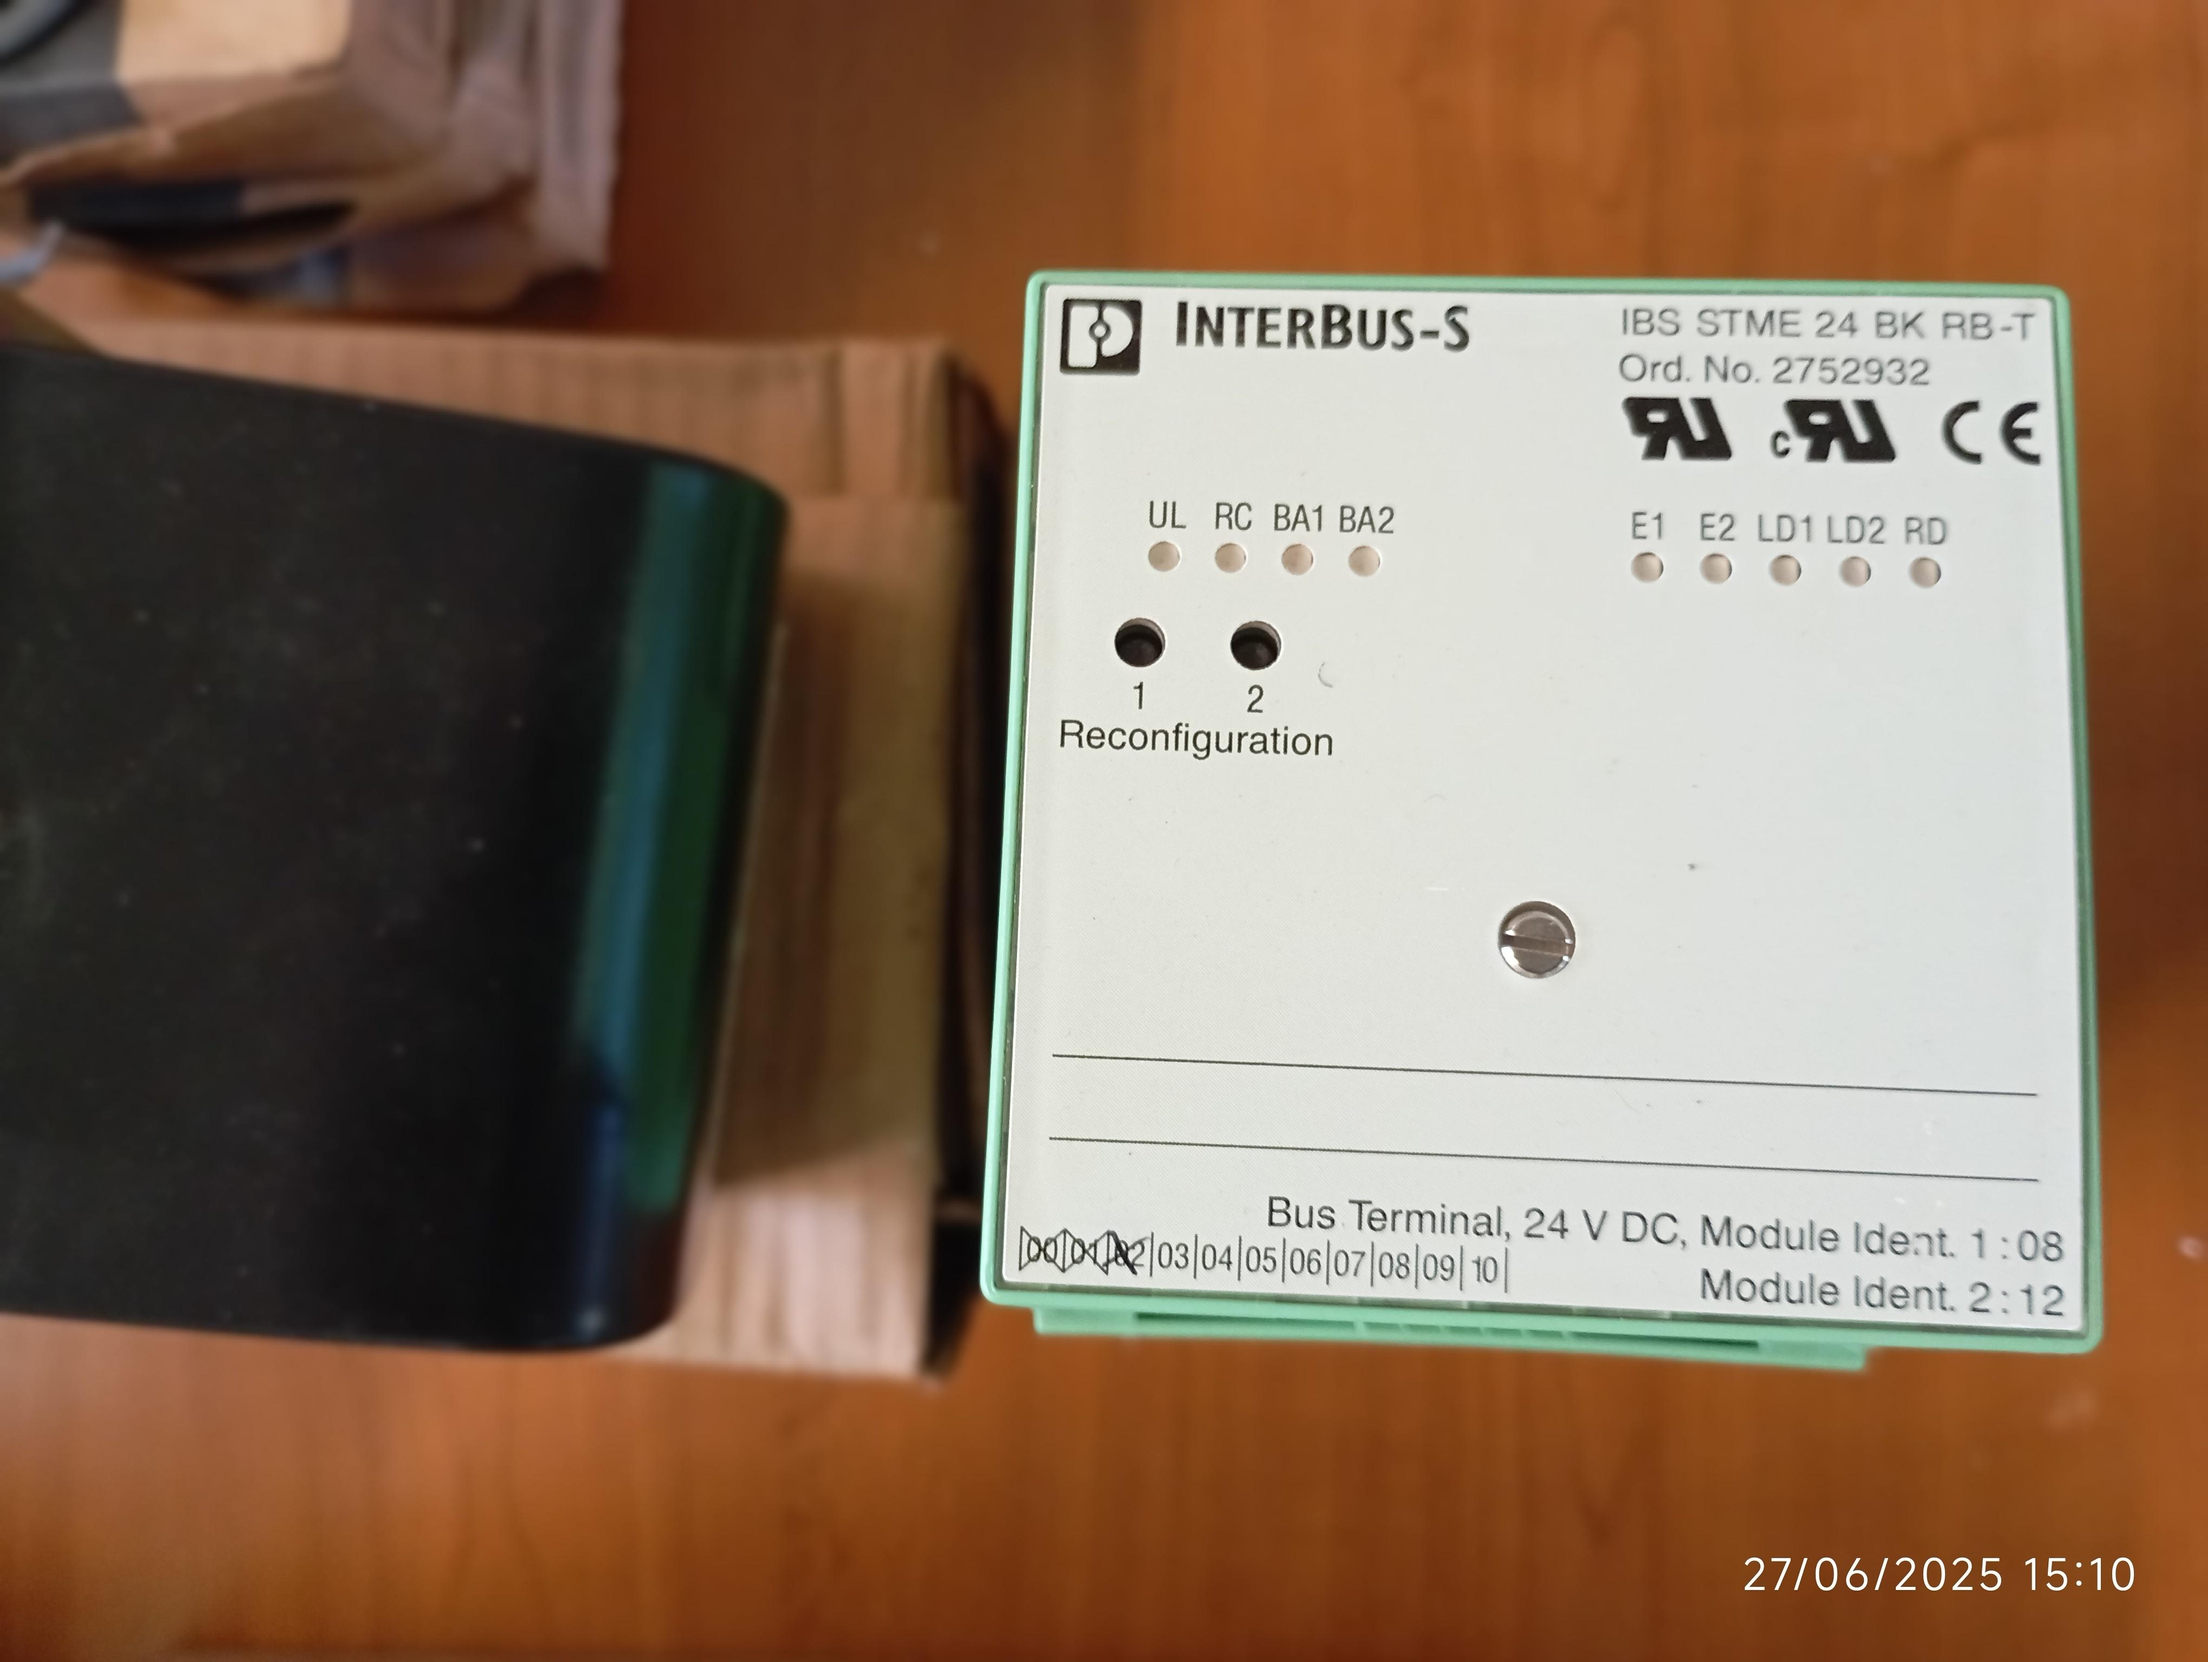 INTERBUS-S
IBS STME 24 BK RB-T
Ord. No. 2752932
c
CE
UL RC BA1 BA2
E1 E2 LD1 LD2 RD
1 2
Reconfiguration
Bus Terminal, 24 V DC, Module Ident. 1 : 08
00|01|02|03|04|05|06|07|08|09|10|
Module Ident. 2 : 12
27/06/2025 15:10